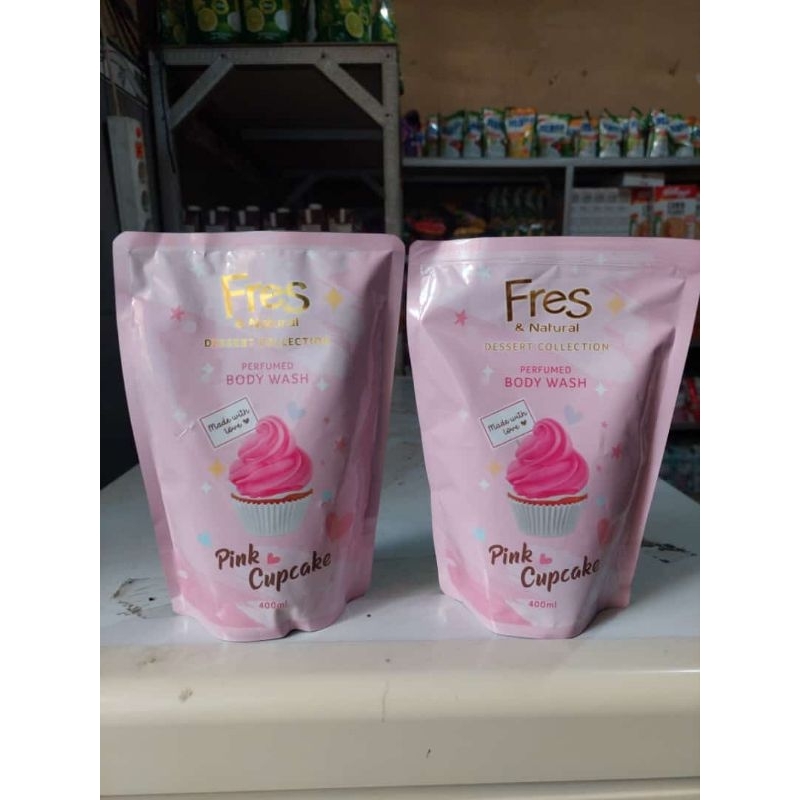 Fres
& Natural
DESSERT COLLECTION
PERFUMED
BODY WASH
Made with
Love
Pink
Cupcake
400ml
Fres
& Natural
DESSERT COLLECTION
PERFUMED
BODY WASH
Made with
Love
Pink
Cupcake
400ml